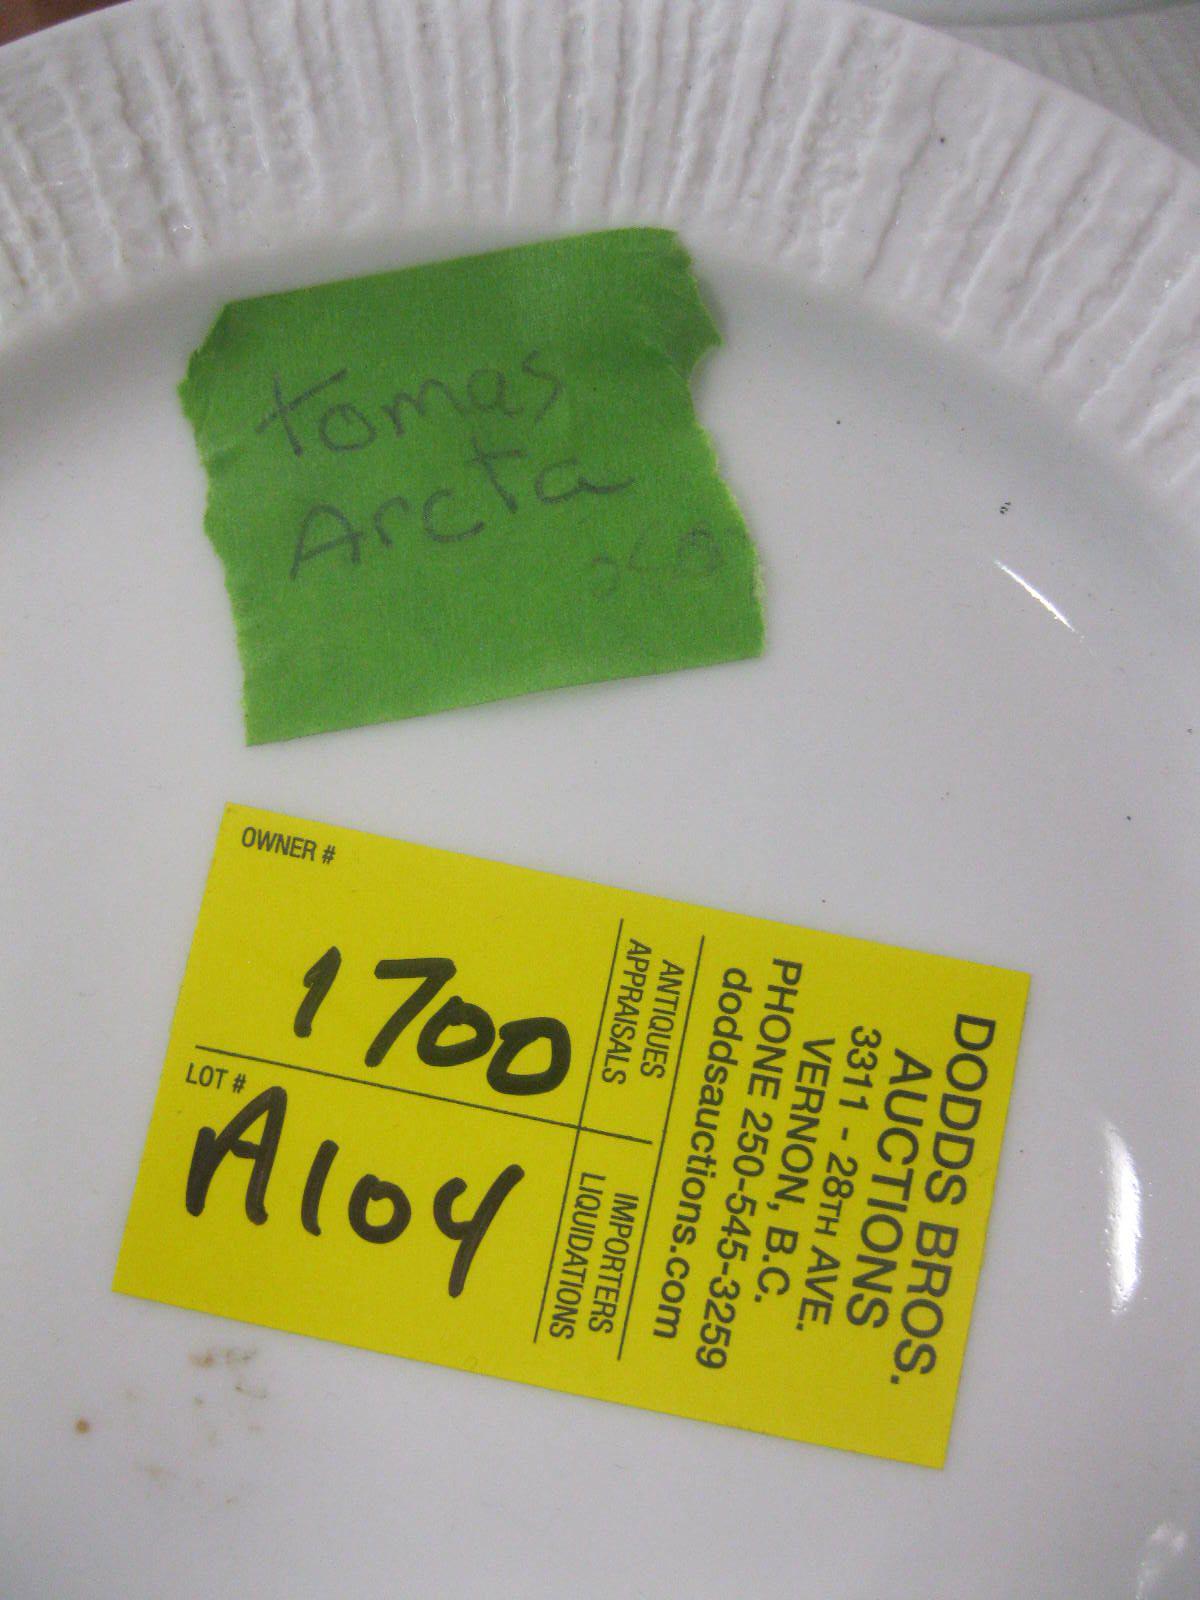 tomas
Arcta
OWNER #
1700
LOT #
A104
ANTIQUES
APPRAISALS
IMPORTERS
LIQUIDATIONS
DODDS BROS.
AUCTIONS
3311 - 28TH AVE.
VERNON, B.C.
PHONE 250-545-3259
doddsauctions.com